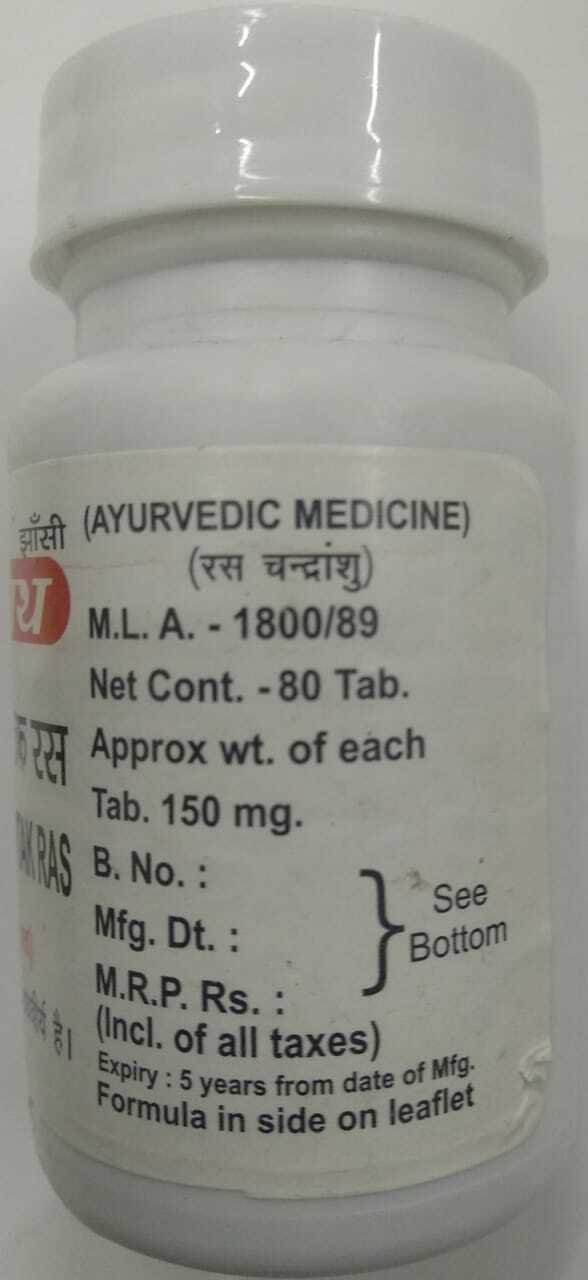 झाँसी
(AYURVEDIC MEDICINE)
(रस चन्द्रांशु)
M.L. A. - 1800/89
Net Cont. - 80 Tab.
रस
Approx wt. of each
Tab. 150 mg.
RAS
B. No. :
Mfg. Dt. :
M.R.P. Rs. :
See
Bottom
(Incl. of all taxes)
है।
Expiry : 5 years from date of Mfg.
Formula in side on leaflet